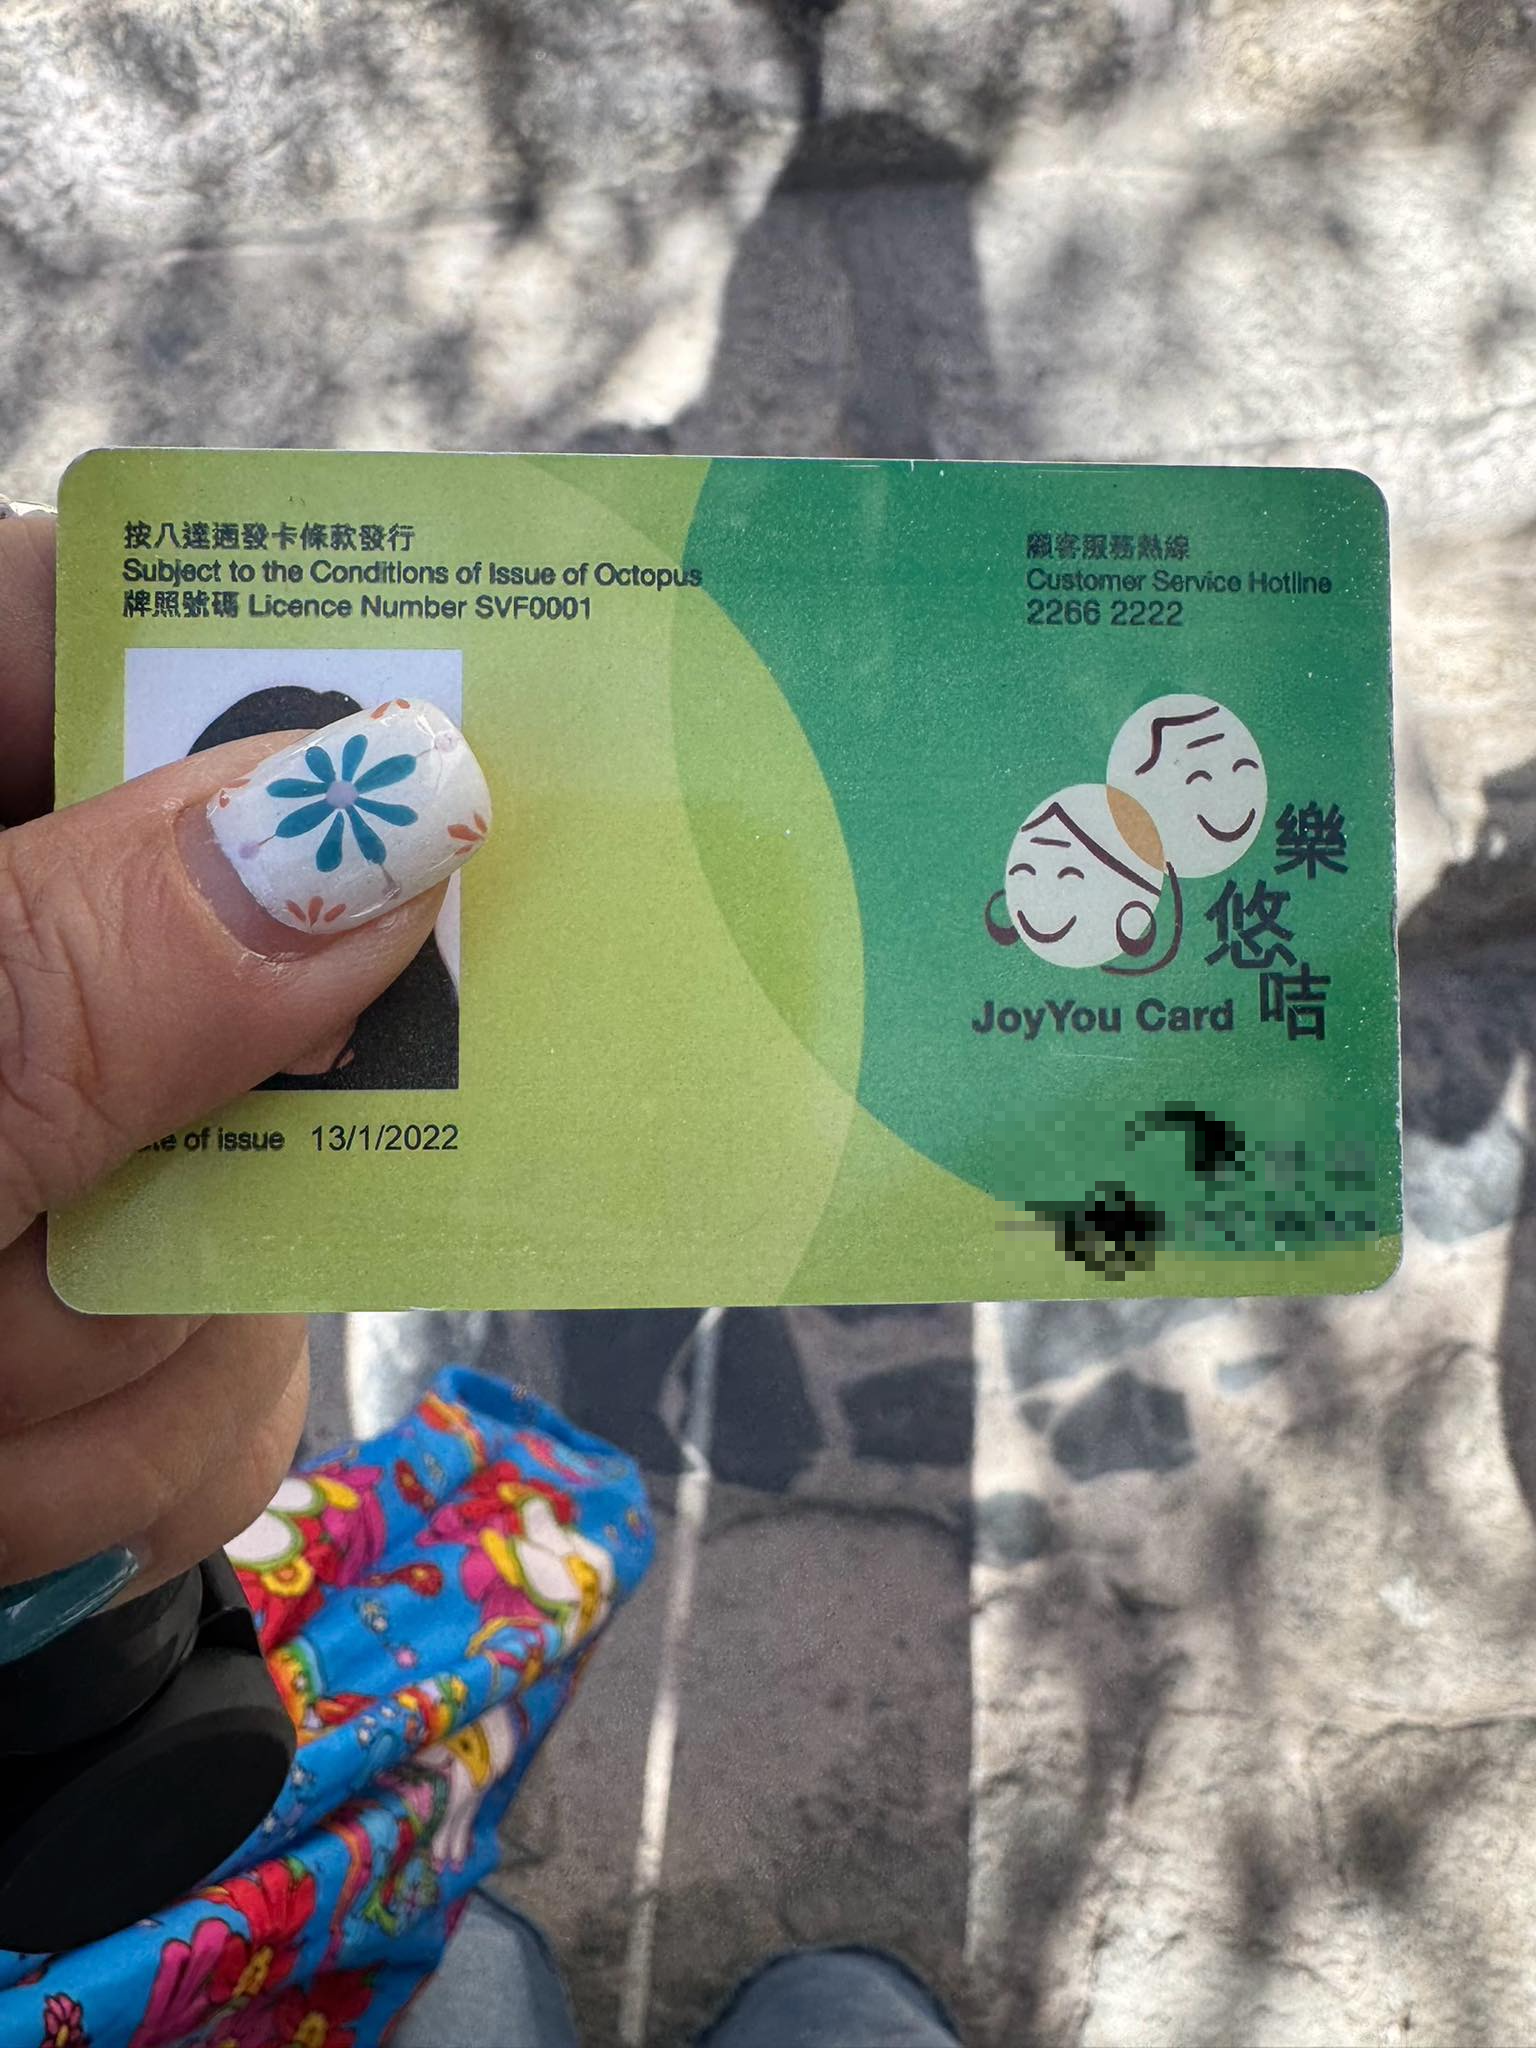 按八達通發卡條款發行
Subject to the Conditions of Issue of Octopus
牌照號碼 Licence Number SVF0001
顧客服務熱線
Customer Service Hotline
2266 2222
樂
悠
咭
JoyYou Card
of issue 13/1/2022